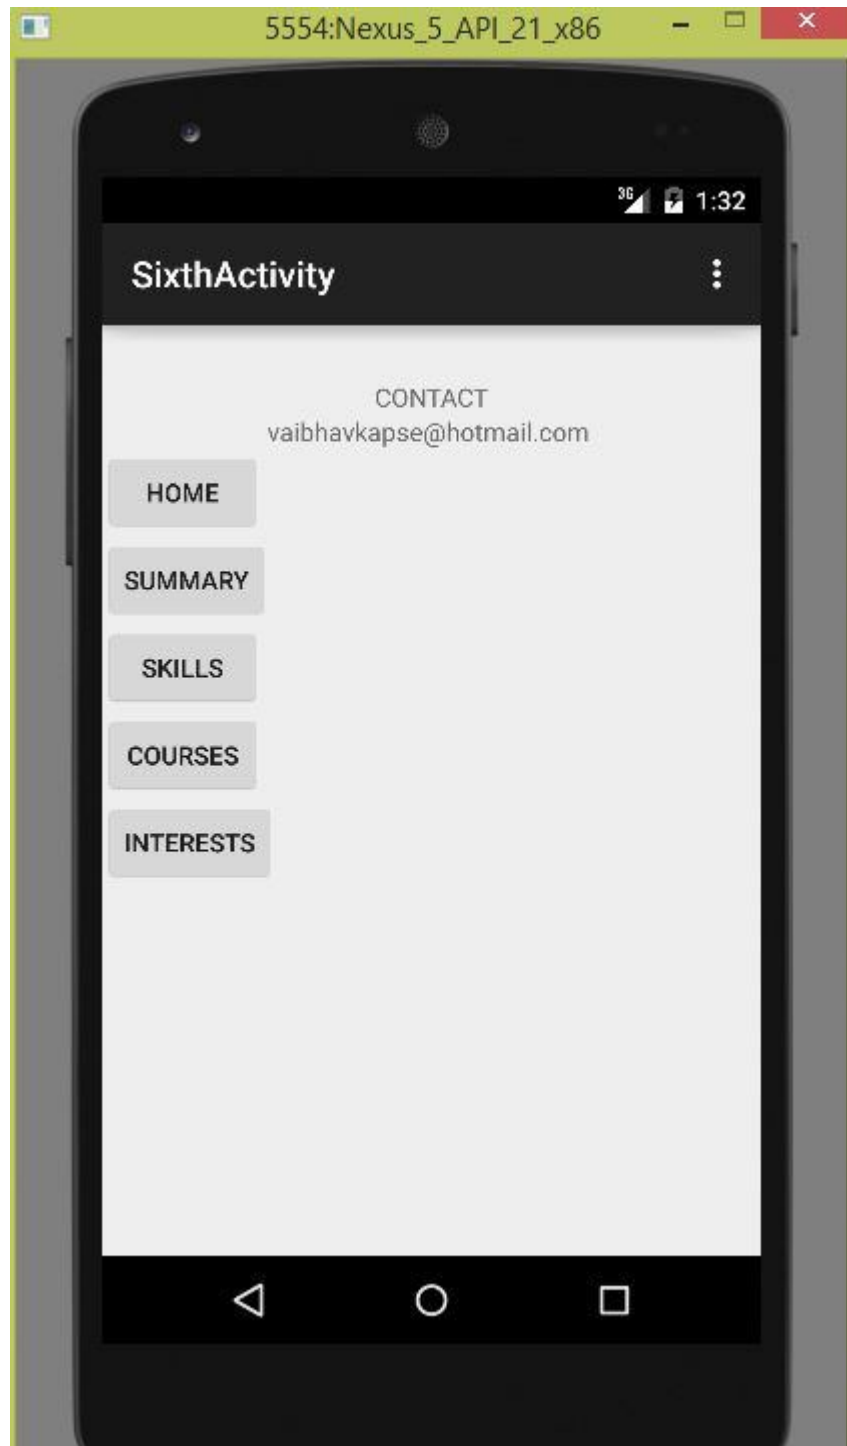 5554:Nexus_5_API_21_x86
3G 1:32
SixthActivity
CONTACT
vaibhavkapse@hotmail.com
HOME
SUMMARY
SKILLS
COURSES
INTERESTS